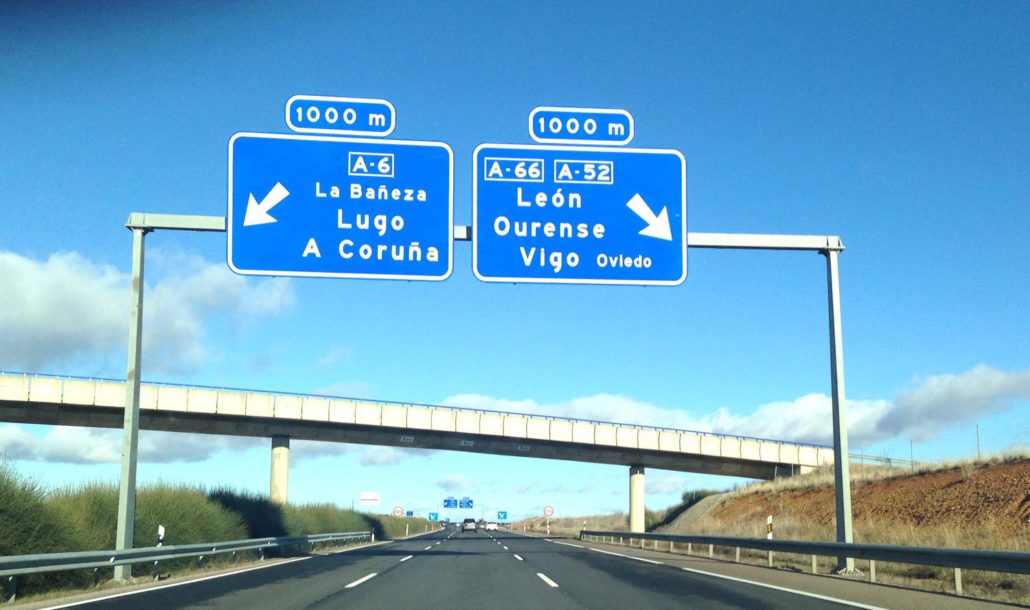 1000 m
A-6
La Bañeza
Lugo
A Coruña
1000 m
A-66 A-52
León
Ourense
Vigo Oviedo